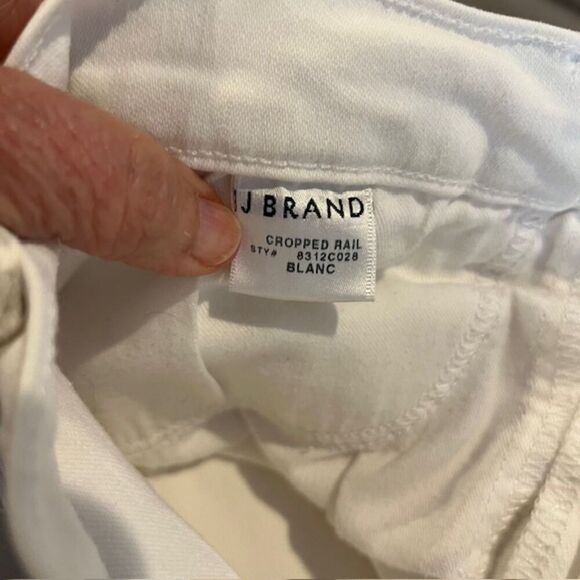 J BRAND
CROPPED RAIL
STY# 8312C028
BLANC